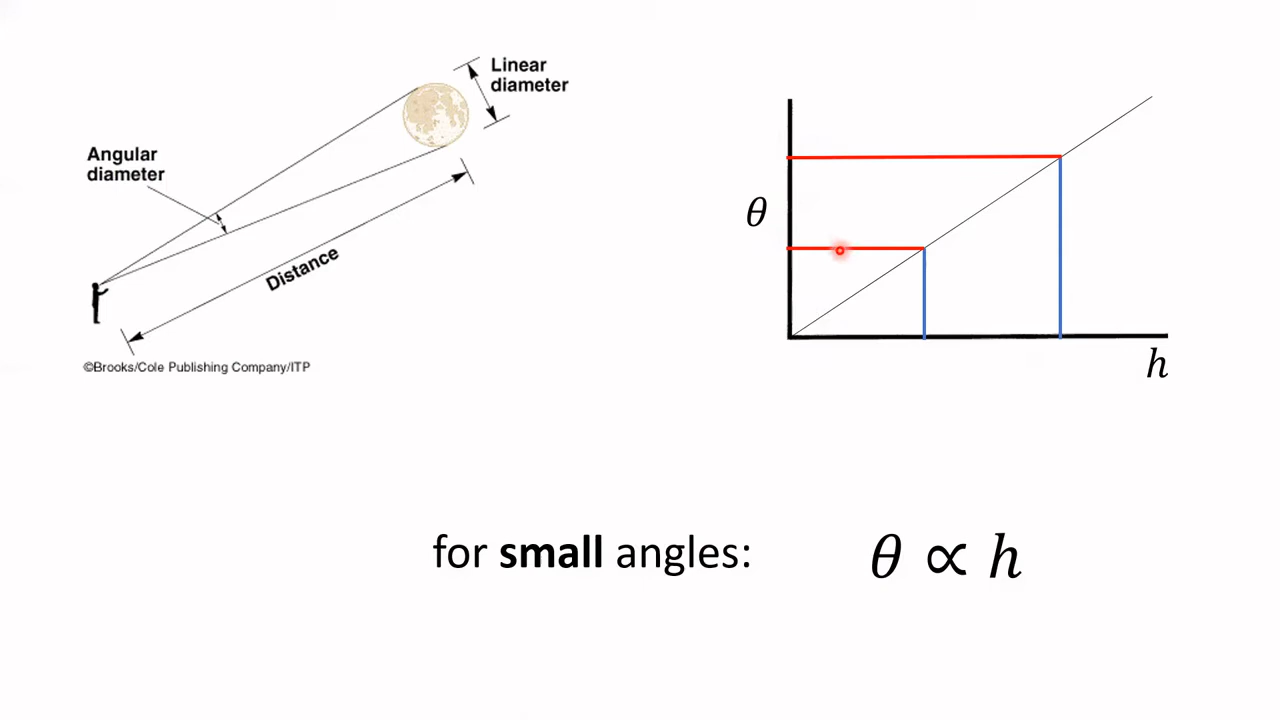 Linear
diameter
Angular
diameter
Distance
©Brooks/Cole Publishing Company/ITP
θ
h
for small angles: θ ∝ h